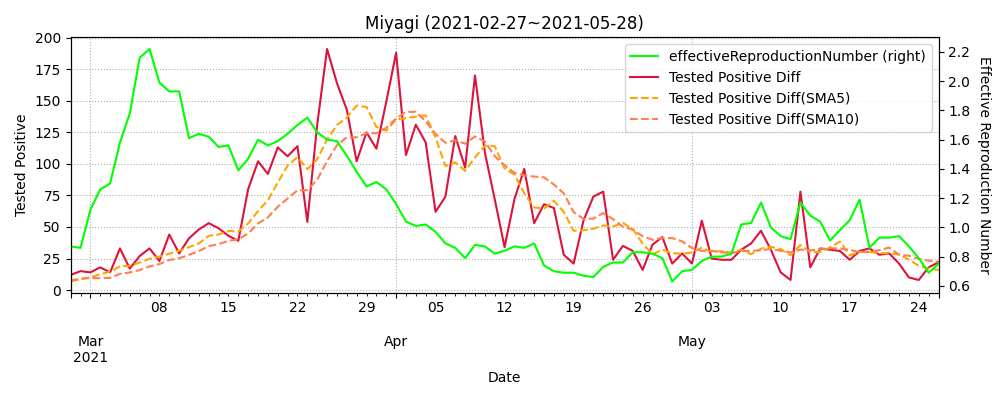 Miyagi (2021-02-27~2021-05-28)
effectiveReproductionNumber (right)
Tested Positive Diff
Tested Positive Diff(SMA5)
Tested Positive Diff(SMA10)
Tested Positive
200
175
150
125
100
75
50
25
0
Effective Reproduction Number
2.2
2.0
1.8
1.6
1.4
1.2
1.0
0.8
0.6
08 15 22 29 05 12 19 26 03 10 17 24
Mar Apr May
2021
Date